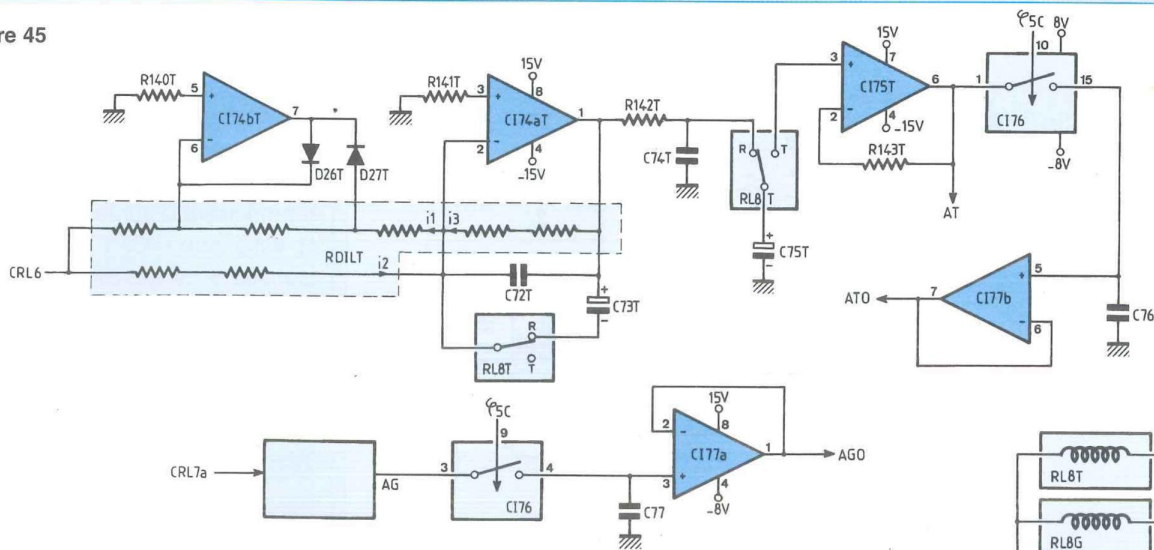 re 45
R140T
5
6
7
CI74bT
D26T
D27T
R141T
3
2
15V
8
CI74aT
1
4
-15V
R142T
C74T
R
T
RL8T
+
-
C75T
15V
3
7
CI75T
6
2
4
-15V
R143T
AT
φ5C
8V
10
1
15
CI76
-8V
CRL6
i1
i3
RDILT
i2
C72T
+
-
C73T
R
T
RL8T
ATO
7
CI77b
+
5
-
6
C76
CRL7a
AG
φ5C
9
3
4
CI76
C77
15V
2
8
CI77a
1
3
4
-8V
AGO
RL8T
RL8G